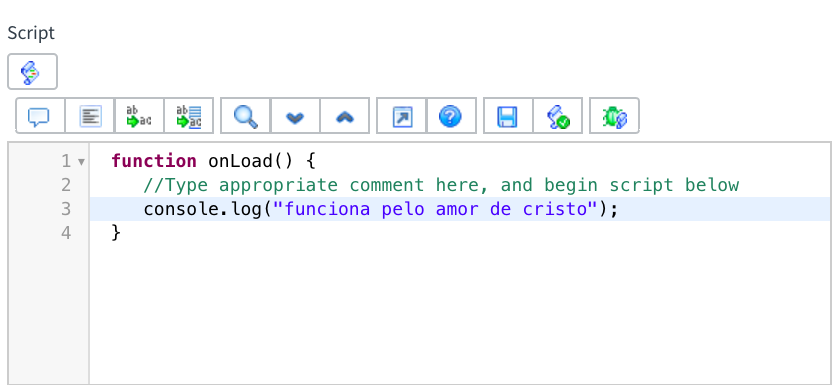 Script
ab ac
ab ac
1 function onLoad() {
2 //Type appropriate comment here, and begin script below
3 console.log("funciona pelo amor de cristo");
4 }